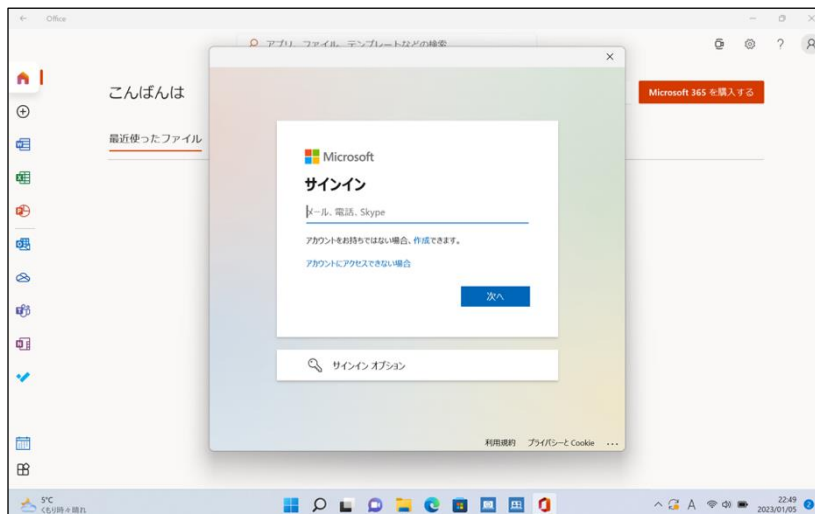 Office
アプリ、ファイル、テンプレートなどの検索
こんばんは
Microsoft 365 を購入する
最近使ったファイル
Microsoft
サインイン
メール、電話、Skype
アカウントをお持ちではない場合、作成できます。
アカウントにアクセスできない場合
次へ
サインイン オプション
利用規約 プライバシーと Cookie ...
5°C
くもり時々晴れ
A
22:49
2023/01/05
2